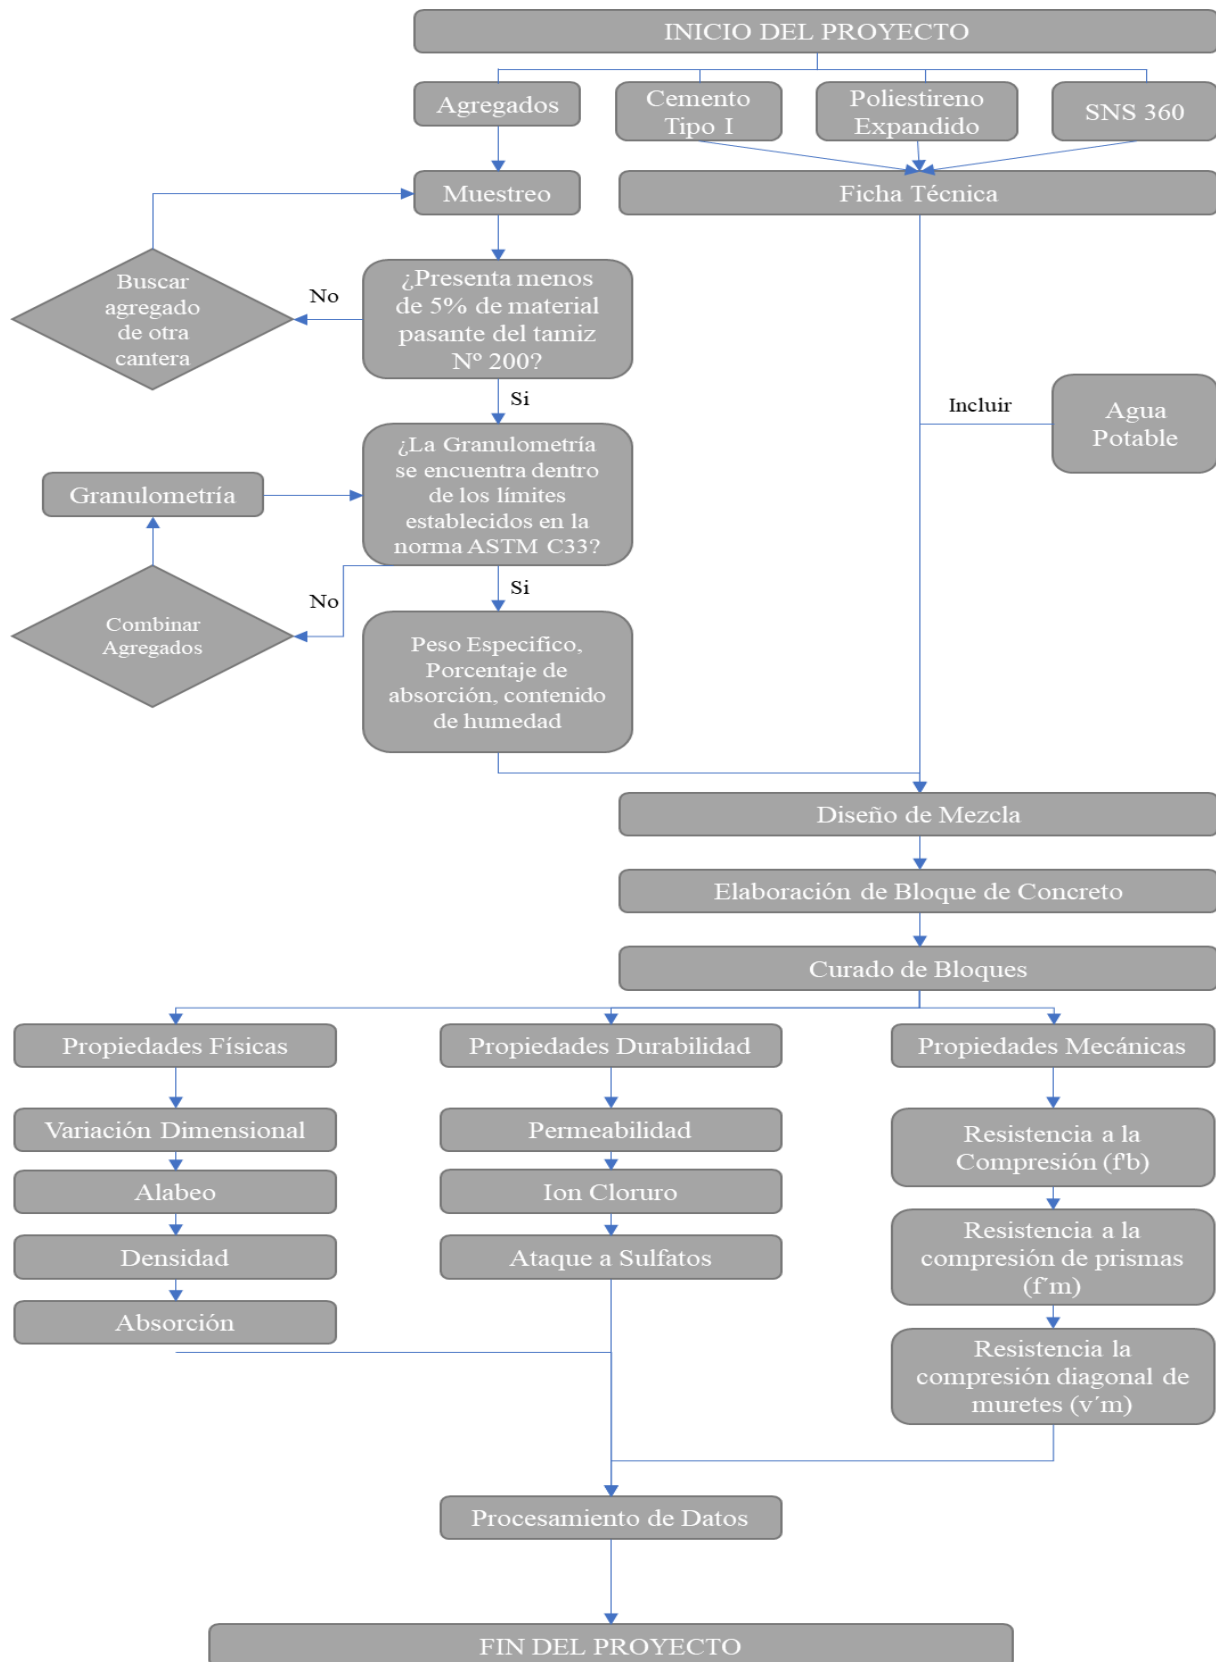 INICIO DEL PROYECTO
Agregados
Cemento
Tipo I
Poliestireno
Expandido
SNS 360
Muestreo
Ficha Técnica
Buscar
agregado
de otra
cantera
No
¿Presenta menos
de 5% de material
pasante del tamiz
Nº 200?
Si
Incluir
Agua
Potable
Granulometría
¿La Granulometría
se encuentra dentro
de los límites
establecidos en la
norma ASTM C33?
Si
No
Combinar
Agregados
Peso Especifico,
Porcentaje de
absorción, contenido
de humedad
Diseño de Mezcla
Elaboración de Bloque de Concreto
Curado de Bloques
Propiedades Físicas
Propiedades Durabilidad
Propiedades Mecánicas
Variación Dimensional
Alabeo
Densidad
Absorción
Permeabilidad
Ion Cloruro
Ataque a Sulfatos
Resistencia a la
Compresión (f'b)
Resistencia a la
compresión de prismas
(f´m)
Resistencia la
compresión diagonal de
muretes (v´m)
Procesamiento de Datos
FIN DEL PROYECTO